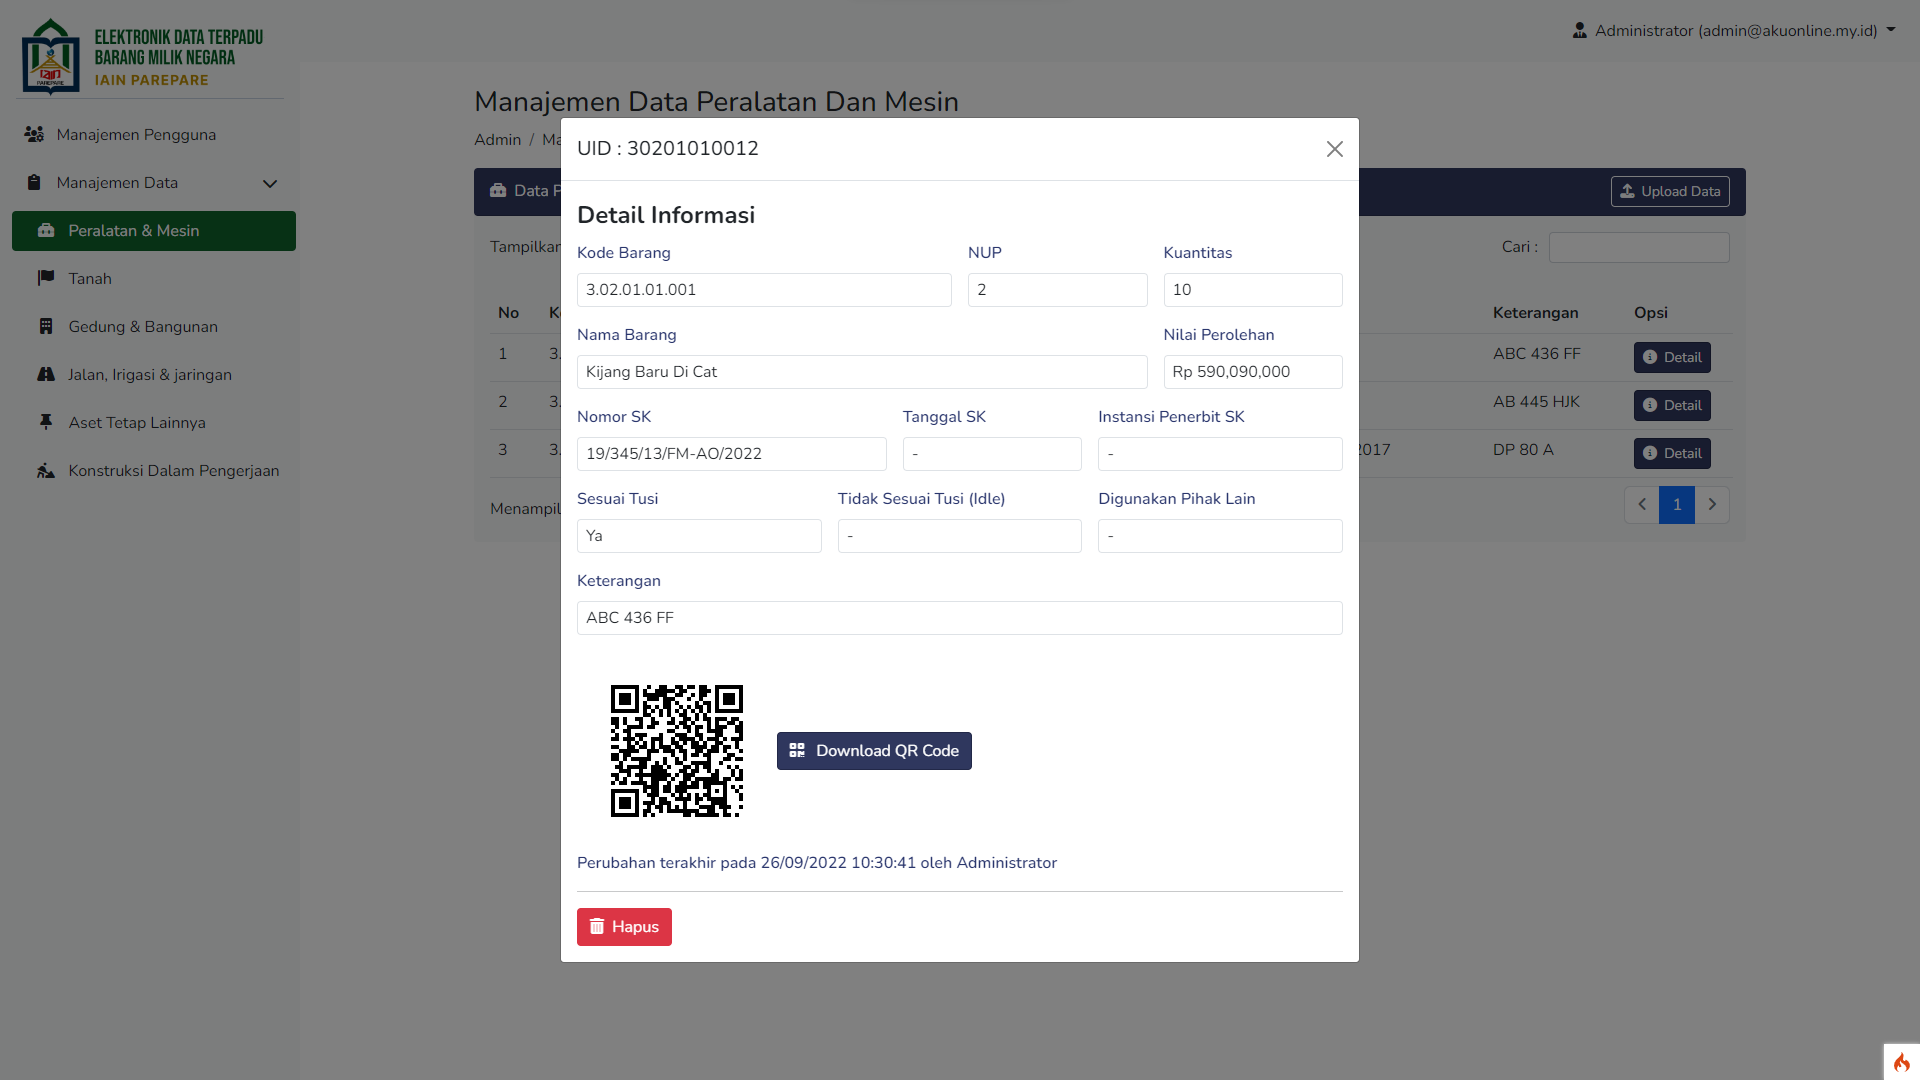 ELEKTRONIK DATA TERPADU
BARANG MILIK NEGARA
IAIN PAREPARE
Administrator (admin@akuonline.my.id)
Manajemen Pengguna
Manajemen Data
Peralatan & Mesin
Tanah
Gedung & Bangunan
Jalan, Irigasi & jaringan
Aset Tetap Lainnya
Konstruksi Dalam Pengerjaan
Manajemen Data Peralatan Dan Mesin
Admin /
Data
Upload Data
Cari :
No Keterangan Opsi
1 3. ABC 436 FF Detail
2 3. AB 445 HJK Detail
3 3. 2017 DP 80 A Detail
1
UID : 30201010012
Detail Informasi
Kode Barang NUP Kuantitas
3.02.01.01.001 2 10
Nama Barang Nilai Perolehan
Kijang Baru Di Cat Rp 590,090,000
Nomor SK Tanggal SK Instansi Penerbit SK
19/345/13/FM-AO/2022 - -
Sesuai Tusi Tidak Sesuai Tusi (Idle) Digunakan Pihak Lain
Ya - -
Keterangan
ABC 436 FF
Download QR Code
Perubahan terakhir pada 26/09/2022 10:30:41 oleh Administrator
Hapus